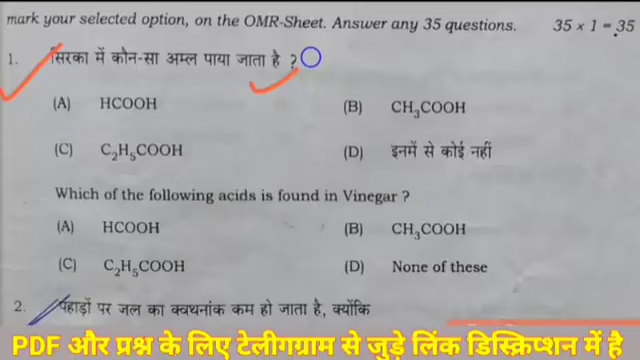 mark your selected option, on the OMR-Sheet. Answer any 35 questions. 35 × 1 = 35
1. सिरका में कौन-सा अम्ल पाया जाता है ?
(A) HCOOH (B) CH₃COOH
(C) C₂H₅COOH (D) इनमें से कोई नहीं
Which of the following acids is found in Vinegar ?
(A) HCOOH (B) CH₃COOH
(C) C₂H₅COOH (D) None of these
2. पहाड़ों पर जल का क्वथनांक कम हो जाता है, क्योंकि
PDF और प्रश्न के लिए टेलीगग्राम से जुड़े लिंक डिस्क्रिप्शन में है